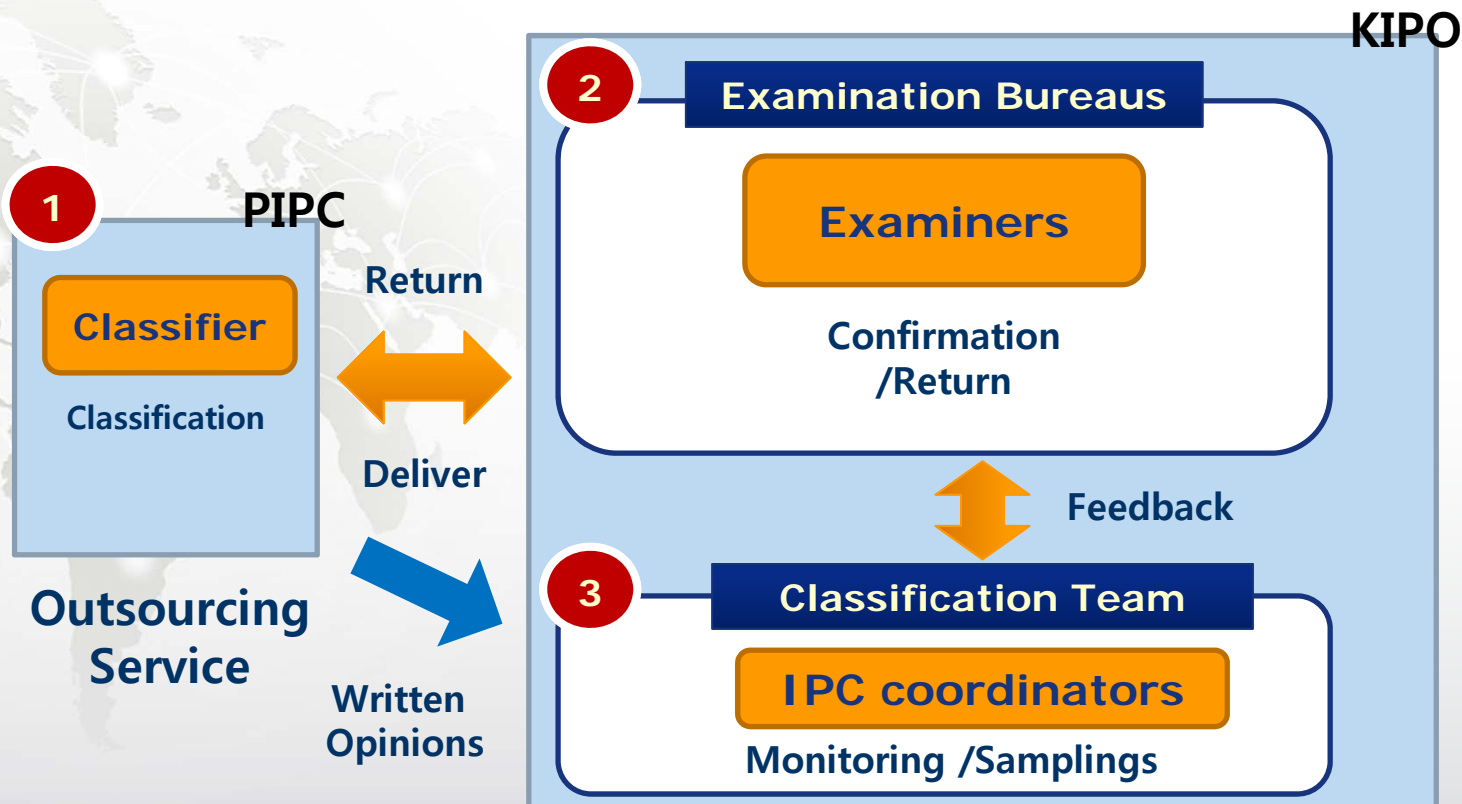 KIPO
2
Examination Bureaus
Examiners
Confirmation
/Return
1
PIPC
Classifier
Classification
Return
Deliver
Outsourcing
Service
Written
Opinions
Feedback
3
Classification Team
IPC coordinators
Monitoring /Samplings